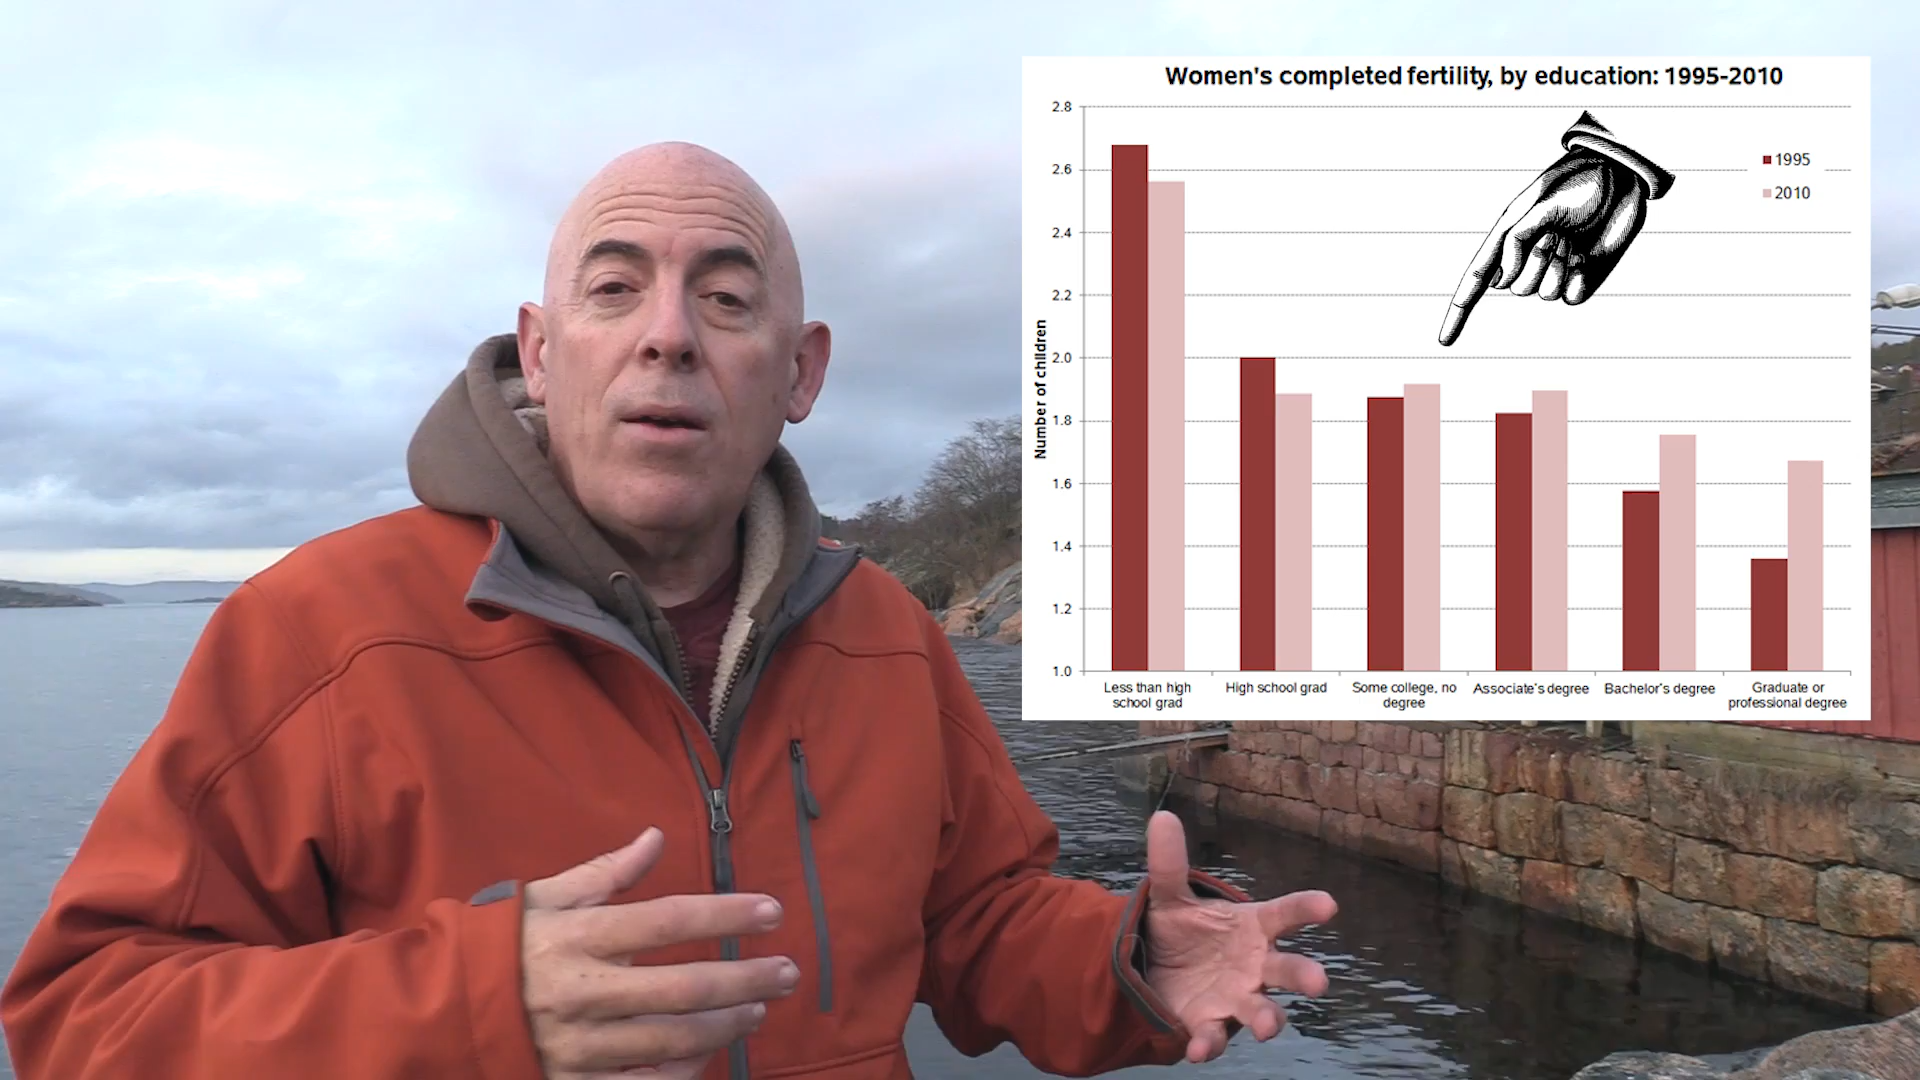 Women's completed fertility, by education: 1995-2010
2.8
2.6
2.4
2.2
2.0
1.8
1.6
1.4
1.2
1.0
Number of children
1995
2010
Less than high
school grad
High school grad
Some college, no
degree
Associate's degree
Bachelor's degree
Graduate or
professional degree